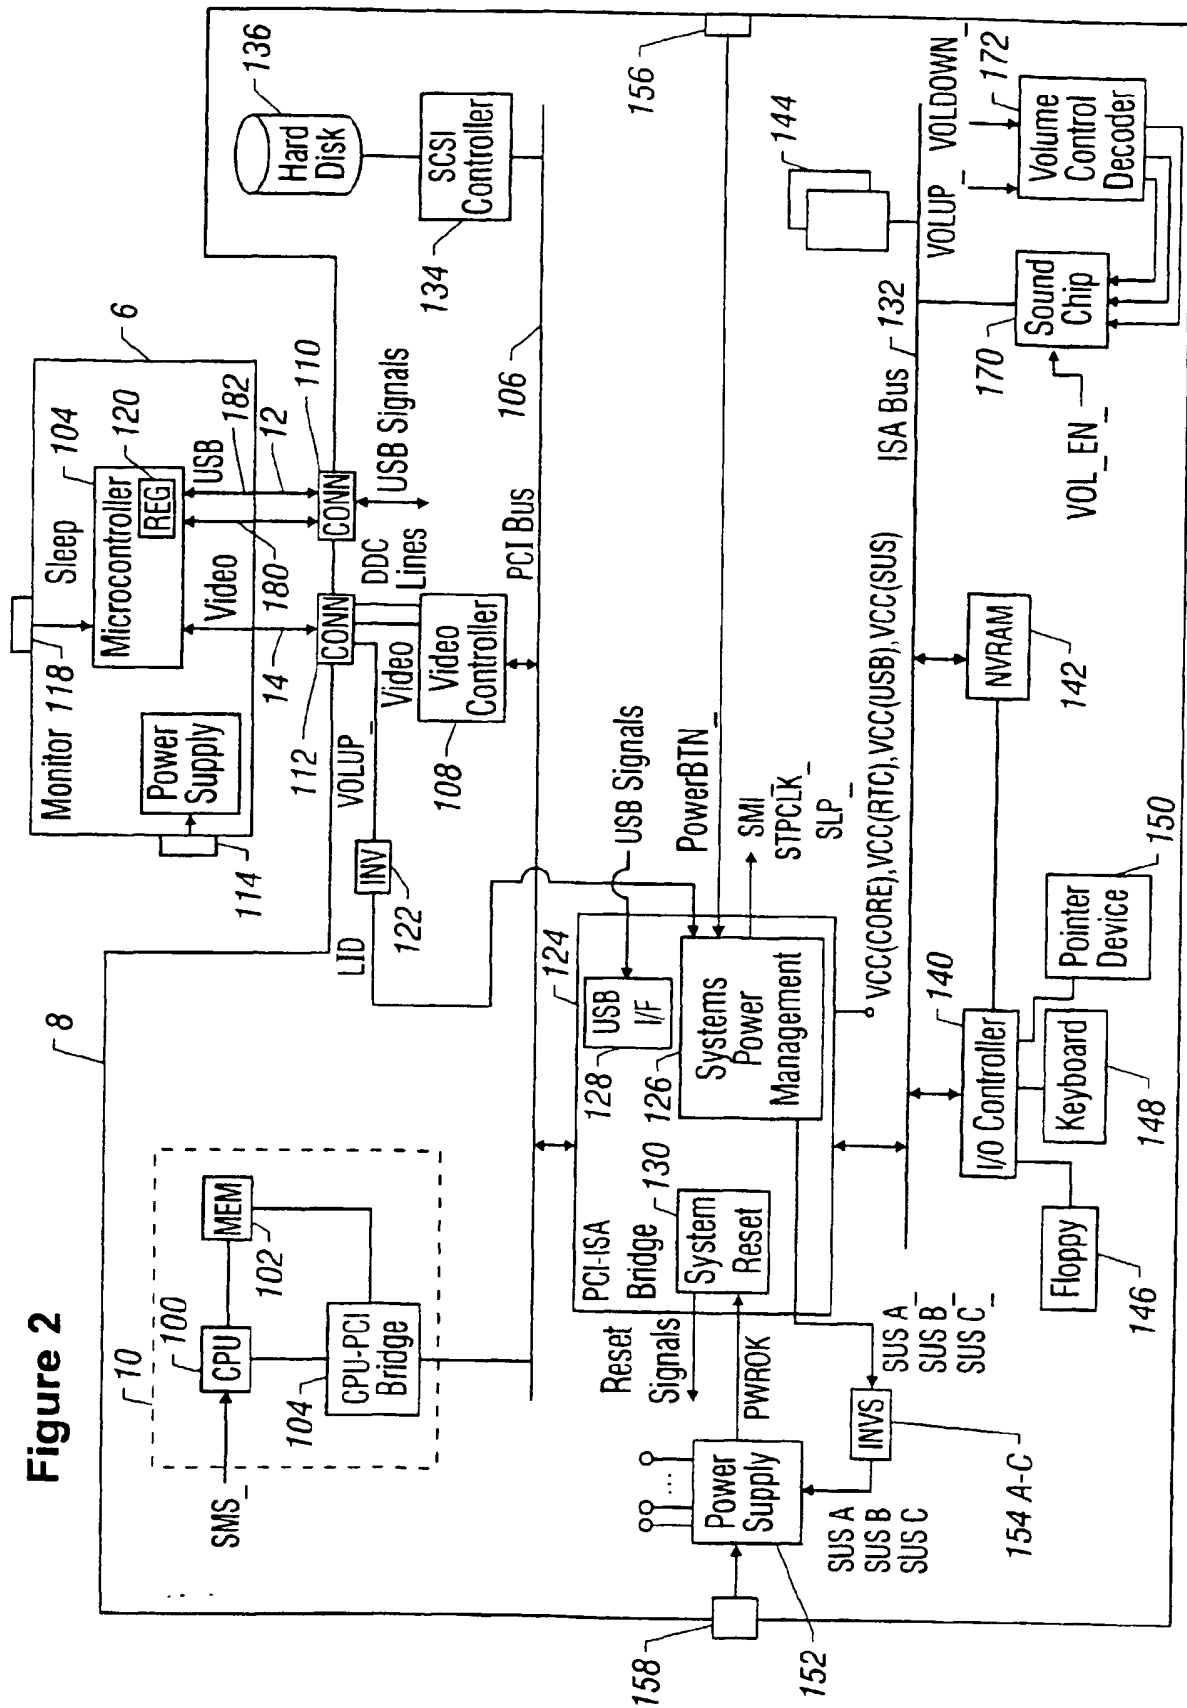 Figure 2
8
10
SMS_
100
CPU
MEM
102
104
CPU-PCI
Bridge
Monitor
118
Sleep
104
6
Microcontroller
120
REG
Power
Supply
114
Video
USB
182
12
14
180
112
CONN
CONN
110
VOLUP_
DDC
Lines
USB Signals
Video
Video
Controller
108
LID
INV
122
136
Hard
Disk
SCSI
Controller
134
PCI Bus
106
124
USB Signals
PCI-ISA
Bridge
130
System
Reset
USB
I/F
128
126
Systems
Power
Management
PowerBTN_
156
SMI_
STPCLK_
SLP_
Reset
Signals
PWROK
VCC(CORE),VCC(RTC),VCC(USB),VCC(SUS)
158
Power
Supply
152
INVS
154 A-C
SUS A
SUS B
SUS C
SUS A_
SUS B_
SUS C_
ISA Bus
132
144
140
I/O Controller
NVRAM
142
Floppy
146
Keyboard
148
Pointer
Device
150
VOLUP_
VOLDOWN_
172
170
Sound
Chip
Volume
Control
Decoder
VOL_EN_